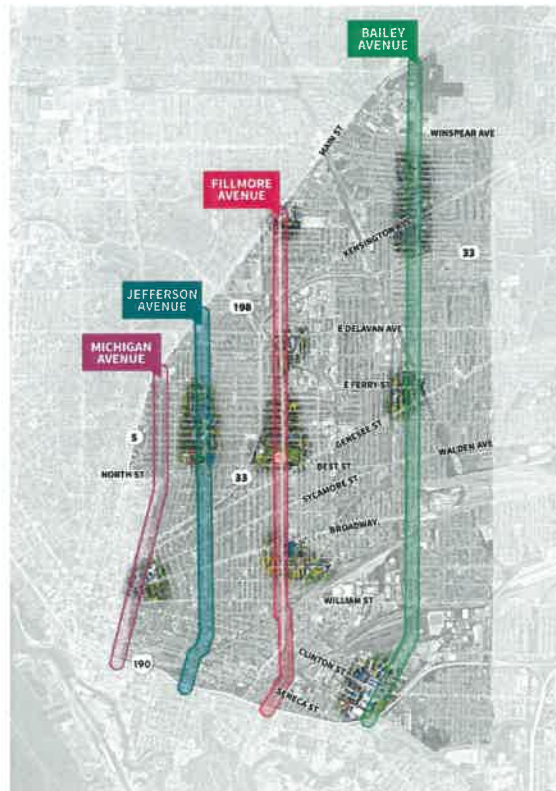 BAILEY
AVENUE
WINSPEAR AVE
MAIN ST
FILLMORE
AVENUE
KENSINGTON AVE
33
JEFFERSON
AVENUE
198
E DELAVAN AVE
MICHIGAN
AVENUE
E FERRY ST
GENESEE ST
5
WALDEN AVE
NORTH ST
33
BEST ST
SYCAMORE ST
BROADWAY
WILLIAM ST
CLINTON ST
190
SENECA ST